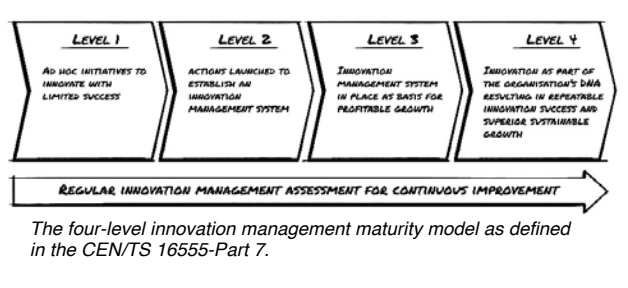 LEVEL 1
AD HOC INITIATIVES TO
INNOVATE WITH
LIMITED SUCCESS
LEVEL 2
ACTIONS LAUNCHED TO
ESTABLISH AN
INNOVATION
MANAGEMENT SYSTEM
LEVEL 3
INNOVATION
MANAGEMENT SYSTEM
IN PLACE AS BASIS FOR
PROFITABLE GROWTH
LEVEL 4
INNOVATION AS PART OF
THE ORGANISATION'S DNA
RESULTING IN REPEATABLE
INNOVATION SUCCESS AND
SUPERIOR SUSTAINABLE
GROWTH
REGULAR INNOVATION MANAGEMENT ASSESSMENT FOR CONTINUOUS IMPROVEMENT
The four-level innovation management maturity model as defined
in the CEN/TS 16555-Part 7.